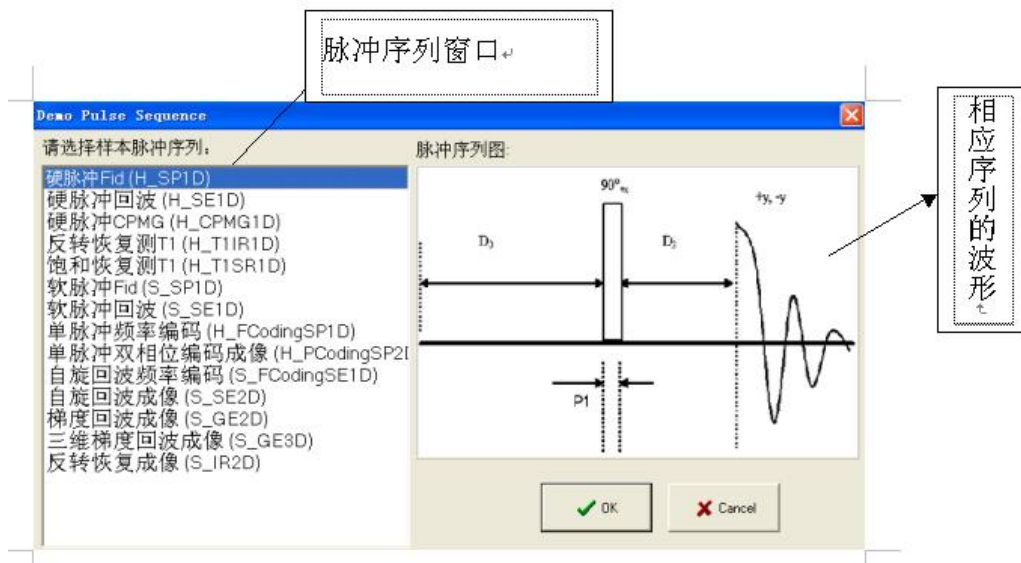 脉冲序列窗口
Demo Pulse Sequence
请选择样本脉冲序列:
硬脉冲Fid (H_SP1D)
硬脉冲回波 (H_SE1D)
硬脉冲CPMG (H_CPMG1D)
反转恢复测T1 (H_T1IR1D)
饱和恢复测T1 (H_T1SR1D)
软脉冲Fid (S_SP1D)
软脉冲回波 (S_SE1D)
单脉冲频率编码 (H_FCodingSP1D)
单脉冲双相位编码成像 (H_PCodingSP2
自旋回波频率编码 (S_FCodingSE1D)
自旋回波成像 (S_SE2D)
梯度回波成像 (S_GE2D)
三维梯度回波成像 (S_GE3D)
反转恢复成像 (S_IR2D)
脉冲序列图:
90°
+y, -y
D₀
P1
OK
Cancel
相应序列的波形